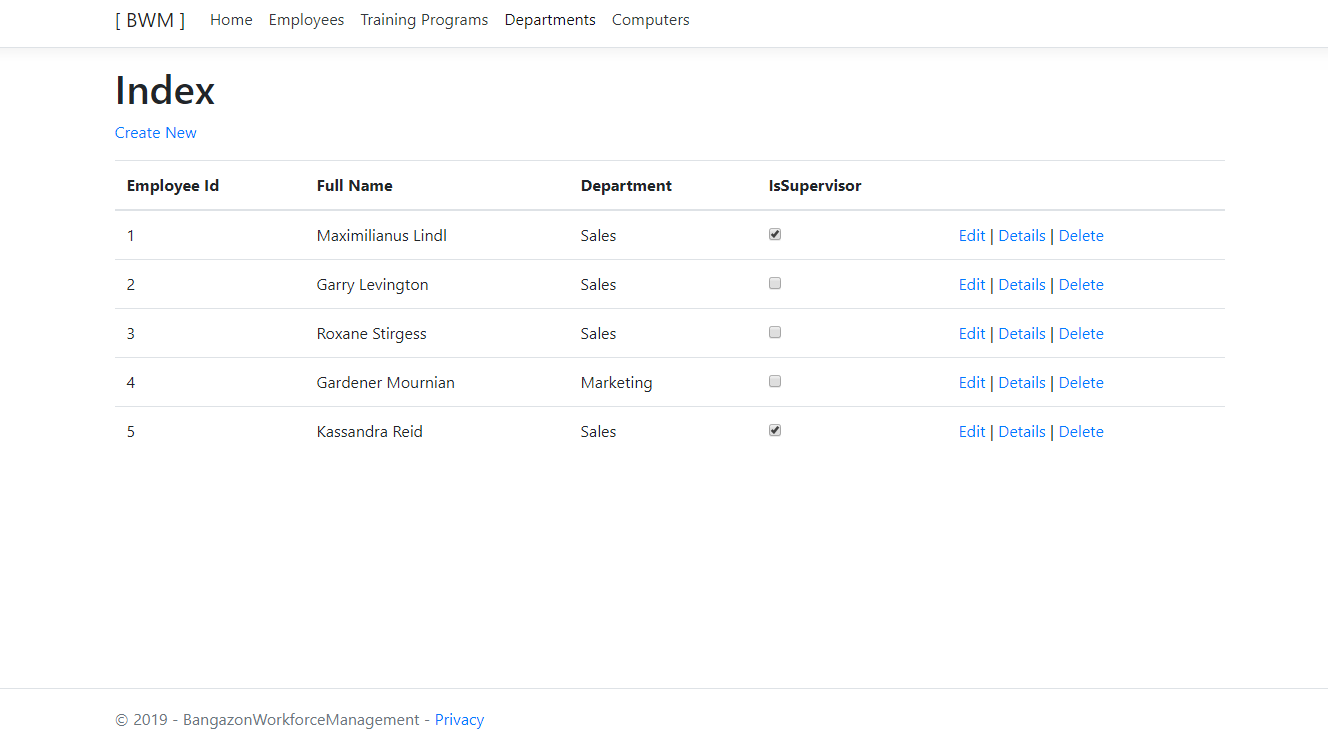 [ BWM ] Home Employees Training Programs Departments Computers
Index
Create New
Employee Id Full Name Department IsSupervisor
1 Maximilianus Lindl Sales Edit | Details | Delete
2 Garry Levington Sales Edit | Details | Delete
3 Roxane Stirgess Sales Edit | Details | Delete
4 Gardener Mournian Marketing Edit | Details | Delete
5 Kassandra Reid Sales Edit | Details | Delete
© 2019 - BangazonWorkforceManagement - Privacy